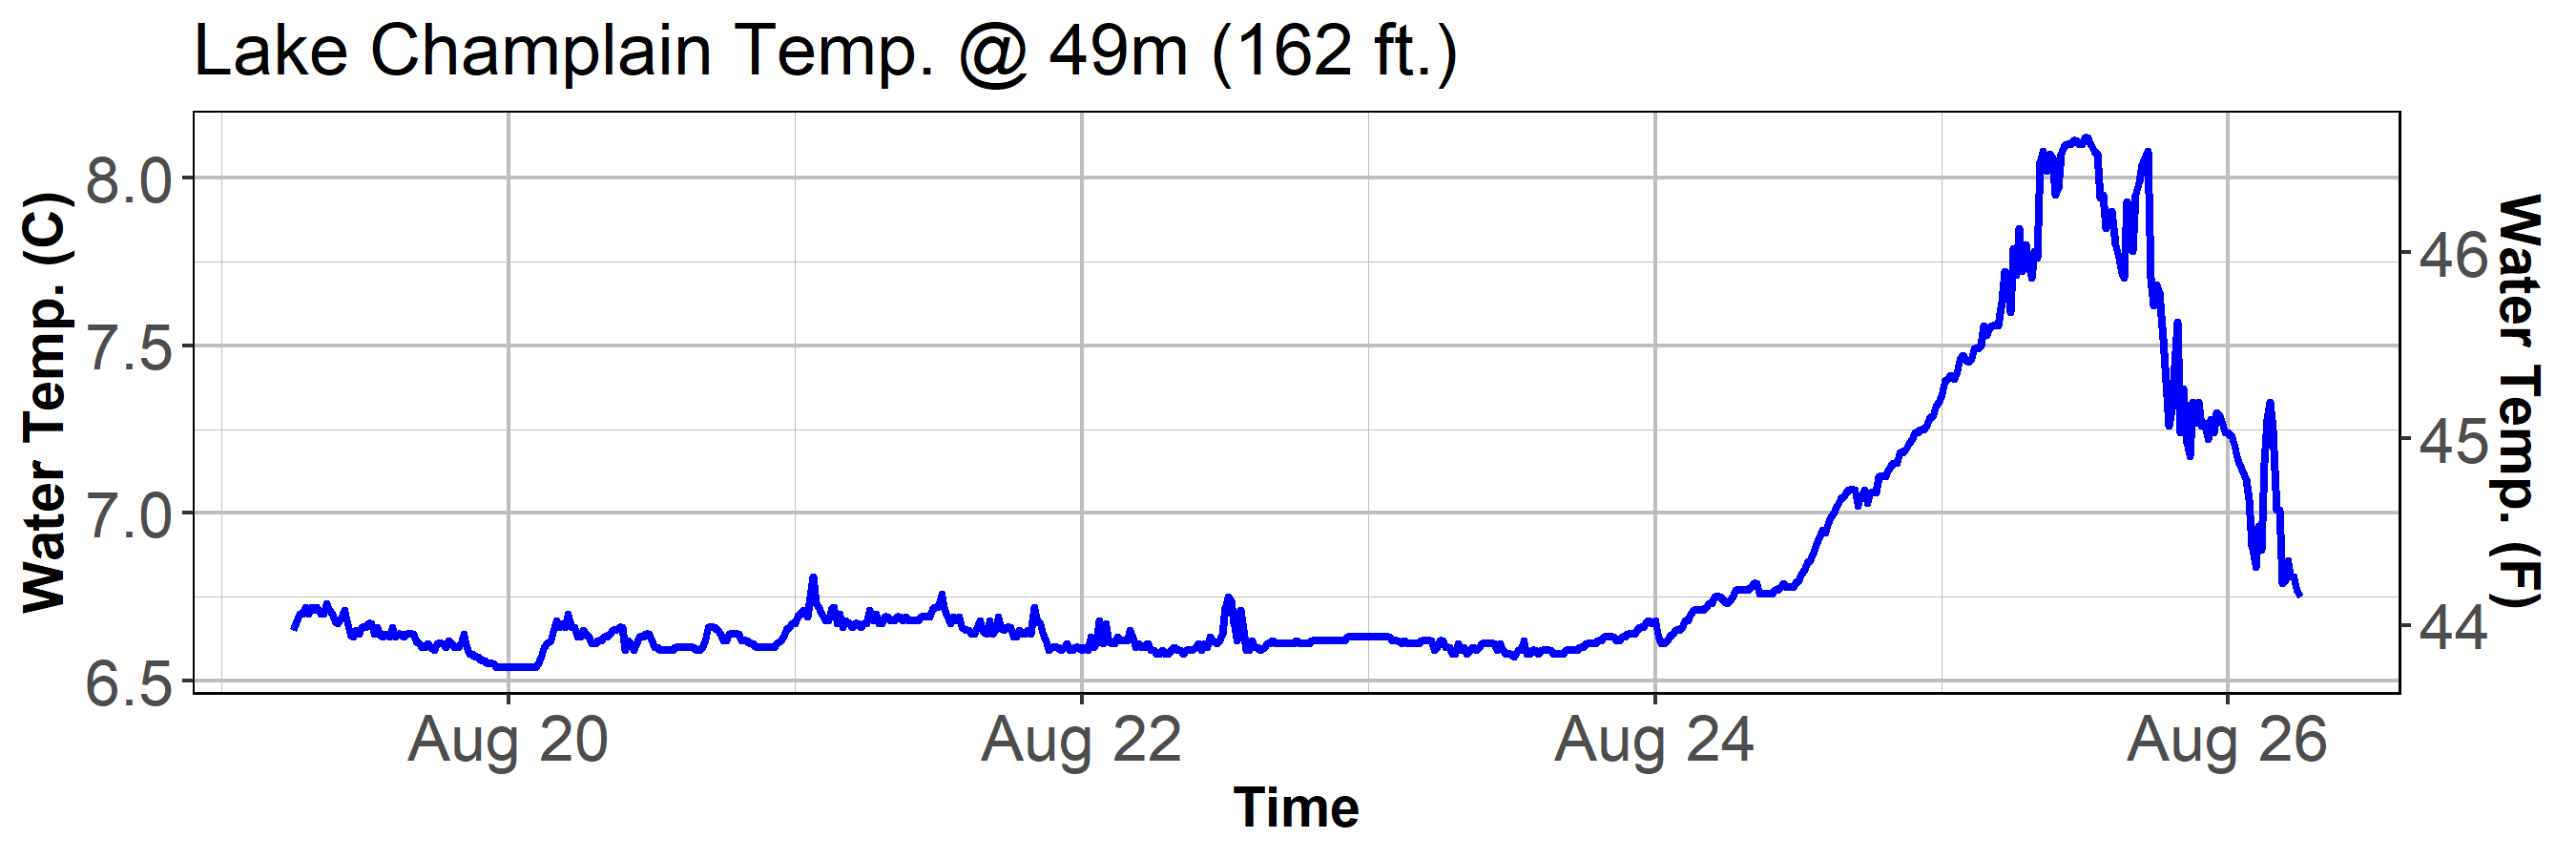 Lake Champlain Temp. @ 49m (162 ft.)
Water Temp. (C)
8.0
7.5
7.0
6.5
46
45
44
Water Temp. (F)
Aug 20
Aug 22
Aug 24
Aug 26
Time